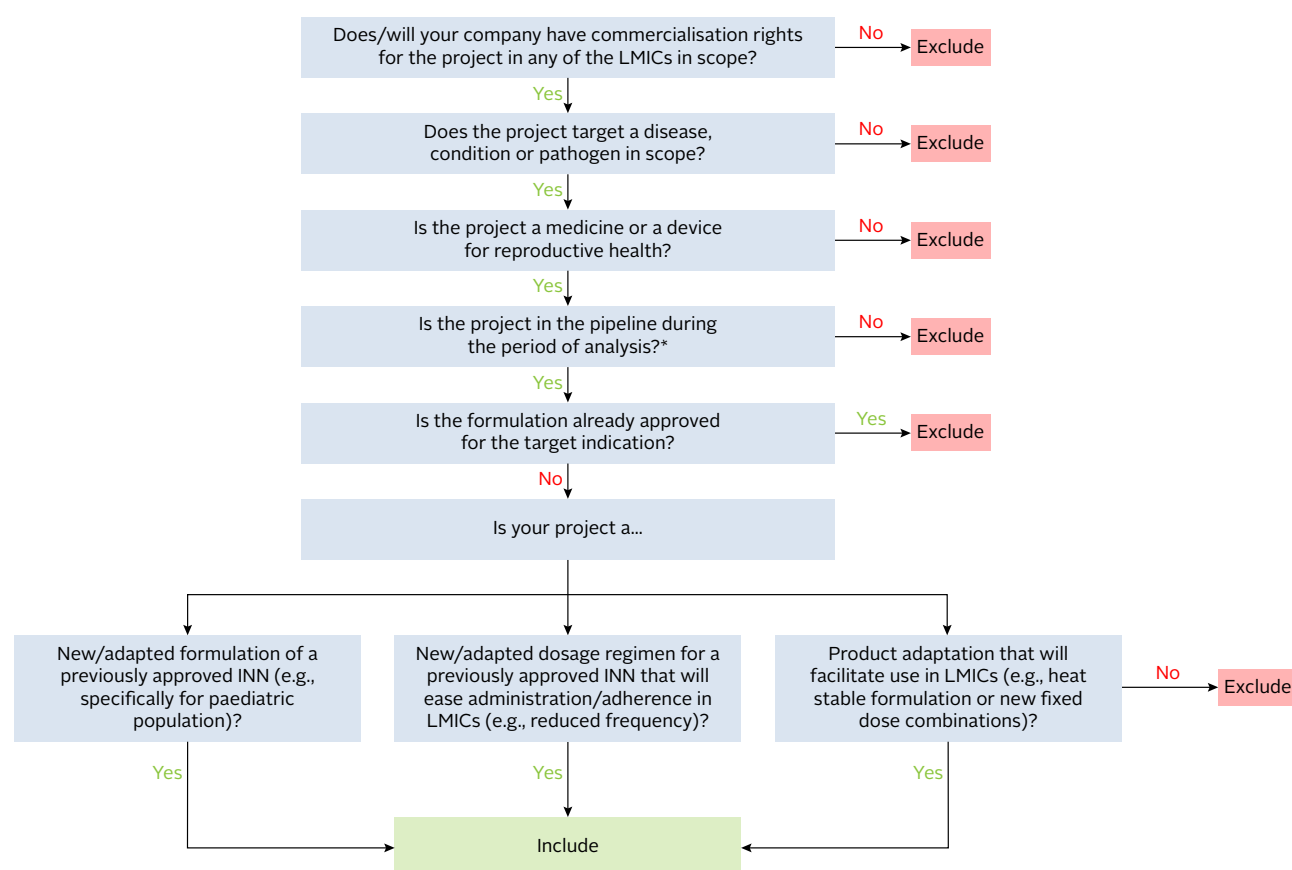 Does/will your company have commercialisation rights
for the project in any of the LMICs in scope?
No
Exclude
Yes
Does the project target a disease,
condition or pathogen in scope?
No
Exclude
Yes
Is the project a medicine or a device
for reproductive health?
No
Exclude
Yes
Is the project in the pipeline during
the period of analysis?*
No
Exclude
Yes
Is the formulation already approved
for the target indication?
Yes
Exclude
No
Is your project a...
New/adapted formulation of a
previously approved INN (e.g.,
specifically for paediatric
population)?
New/adapted dosage regimen for a
previously approved INN that will
ease administration/adherence in
LMICs (e.g., reduced frequency)?
Product adaptation that will
facilitate use in LMICs (e.g., heat
stable formulation or new fixed
dose combinations)?
No
Exclude
Yes
Yes
Yes
Include